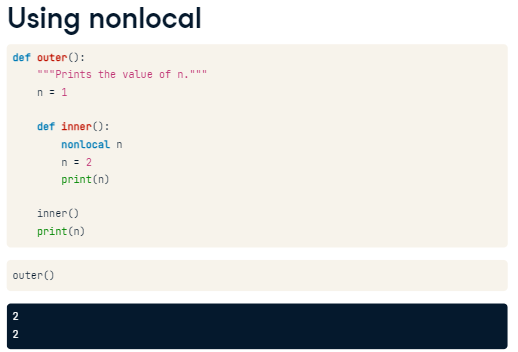 Using nonlocal
def outer():
    """Prints the value of n."""
    n = 1

    def inner():
        nonlocal n
        n = 2
        print(n)

    inner()
    print(n)

outer()

2
2